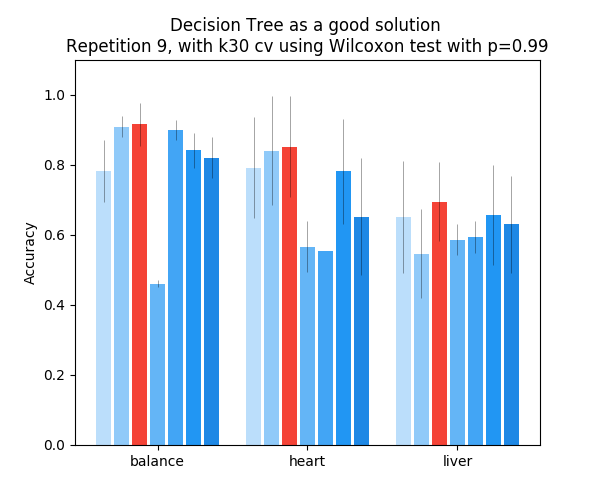 Decision Tree as a good solution
Repetition 9, with k30 cv using Wilcoxon test with p=0.99
1.0
0.8
0.6
0.4
0.2
0.0
Accuracy
balance heart liver